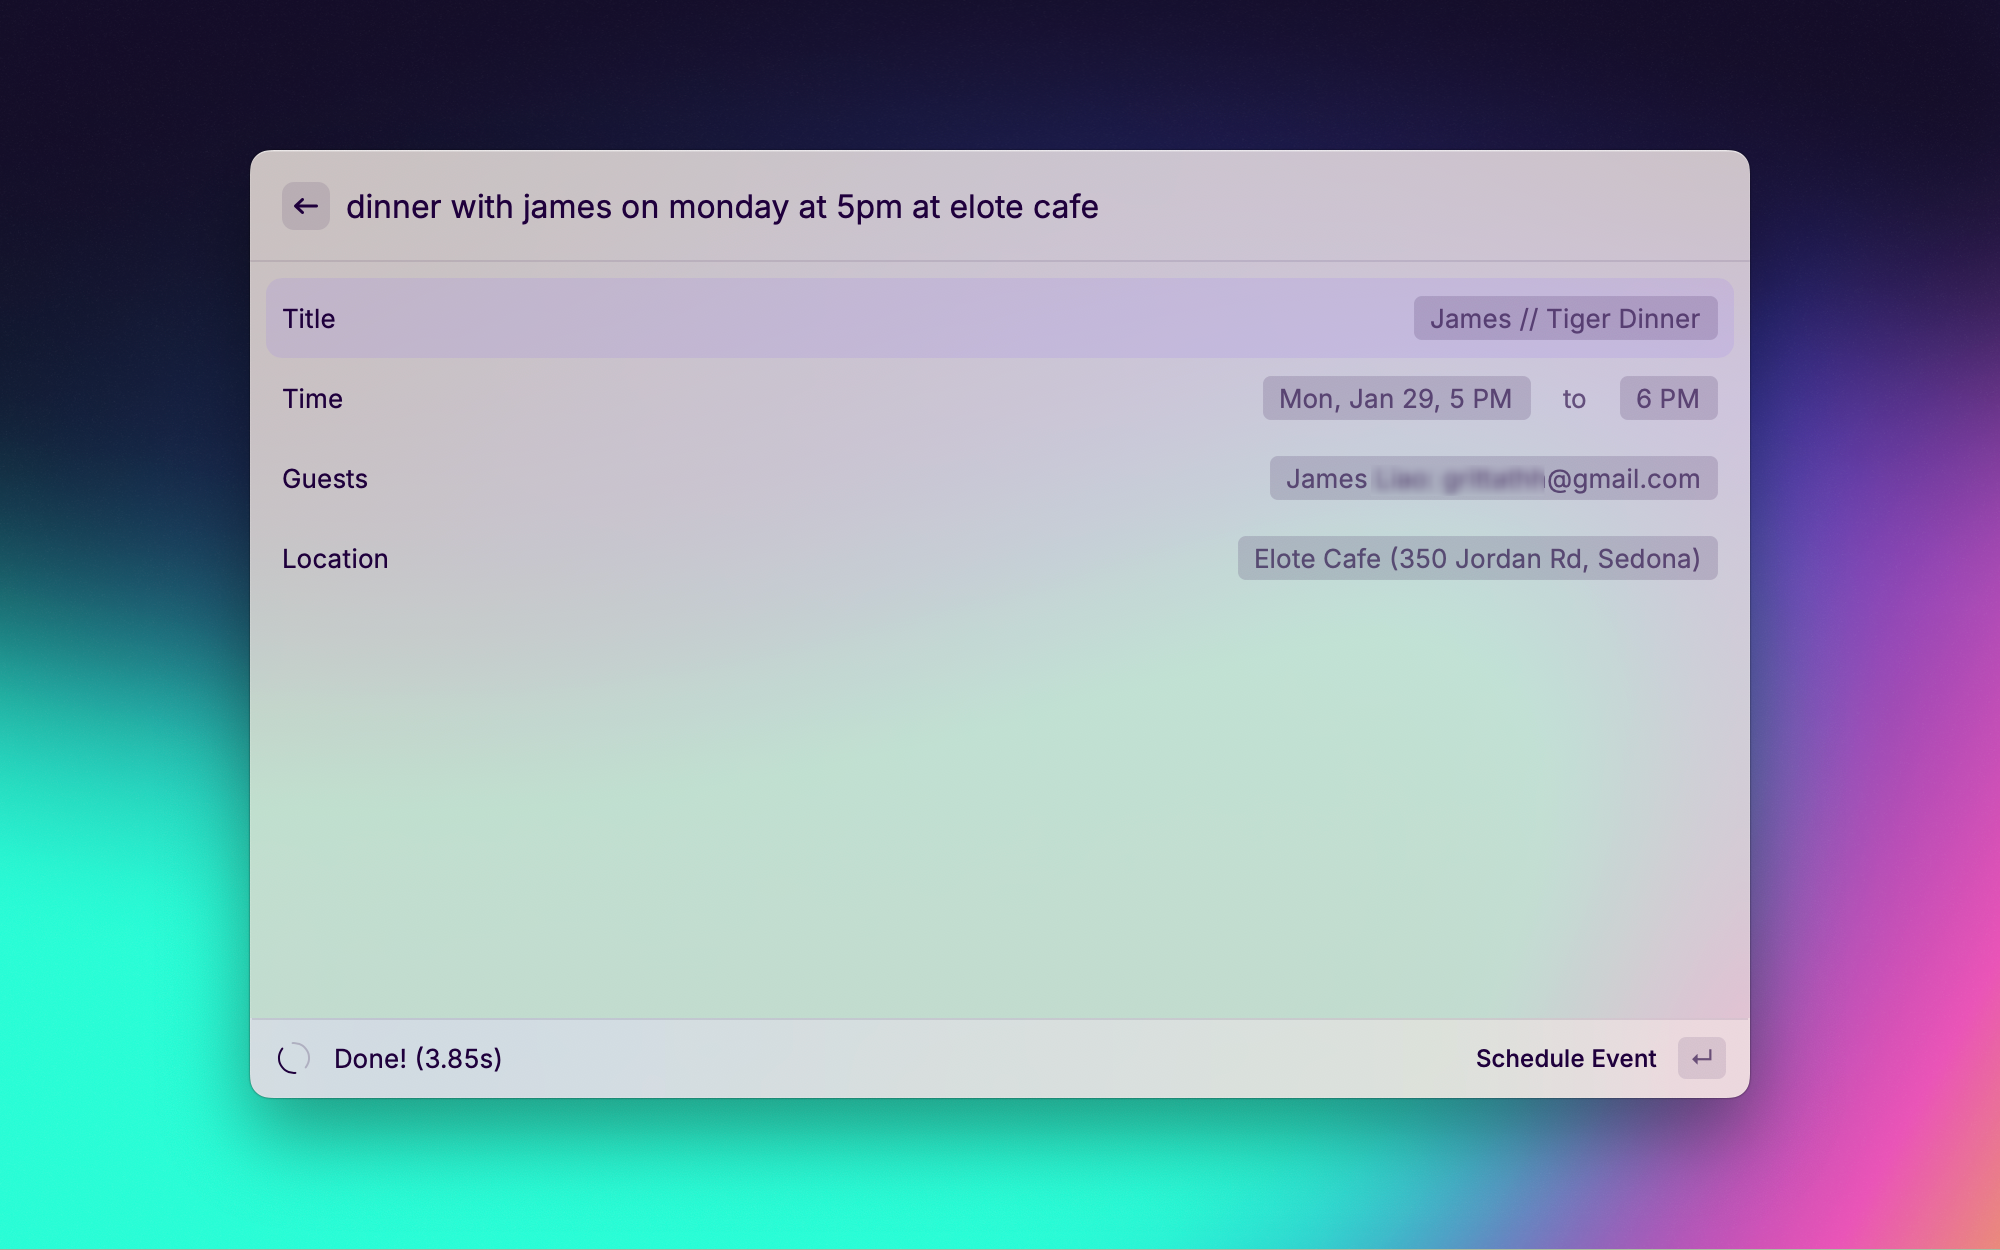 dinner with james on monday at 5pm at elote cafe
Title James // Tiger Dinner
Time Mon, Jan 29, 5 PM to 6 PM
Guests James @gmail.com
Location Elote Cafe (350 Jordan Rd, Sedona)
Done! (3.85s) Schedule Event